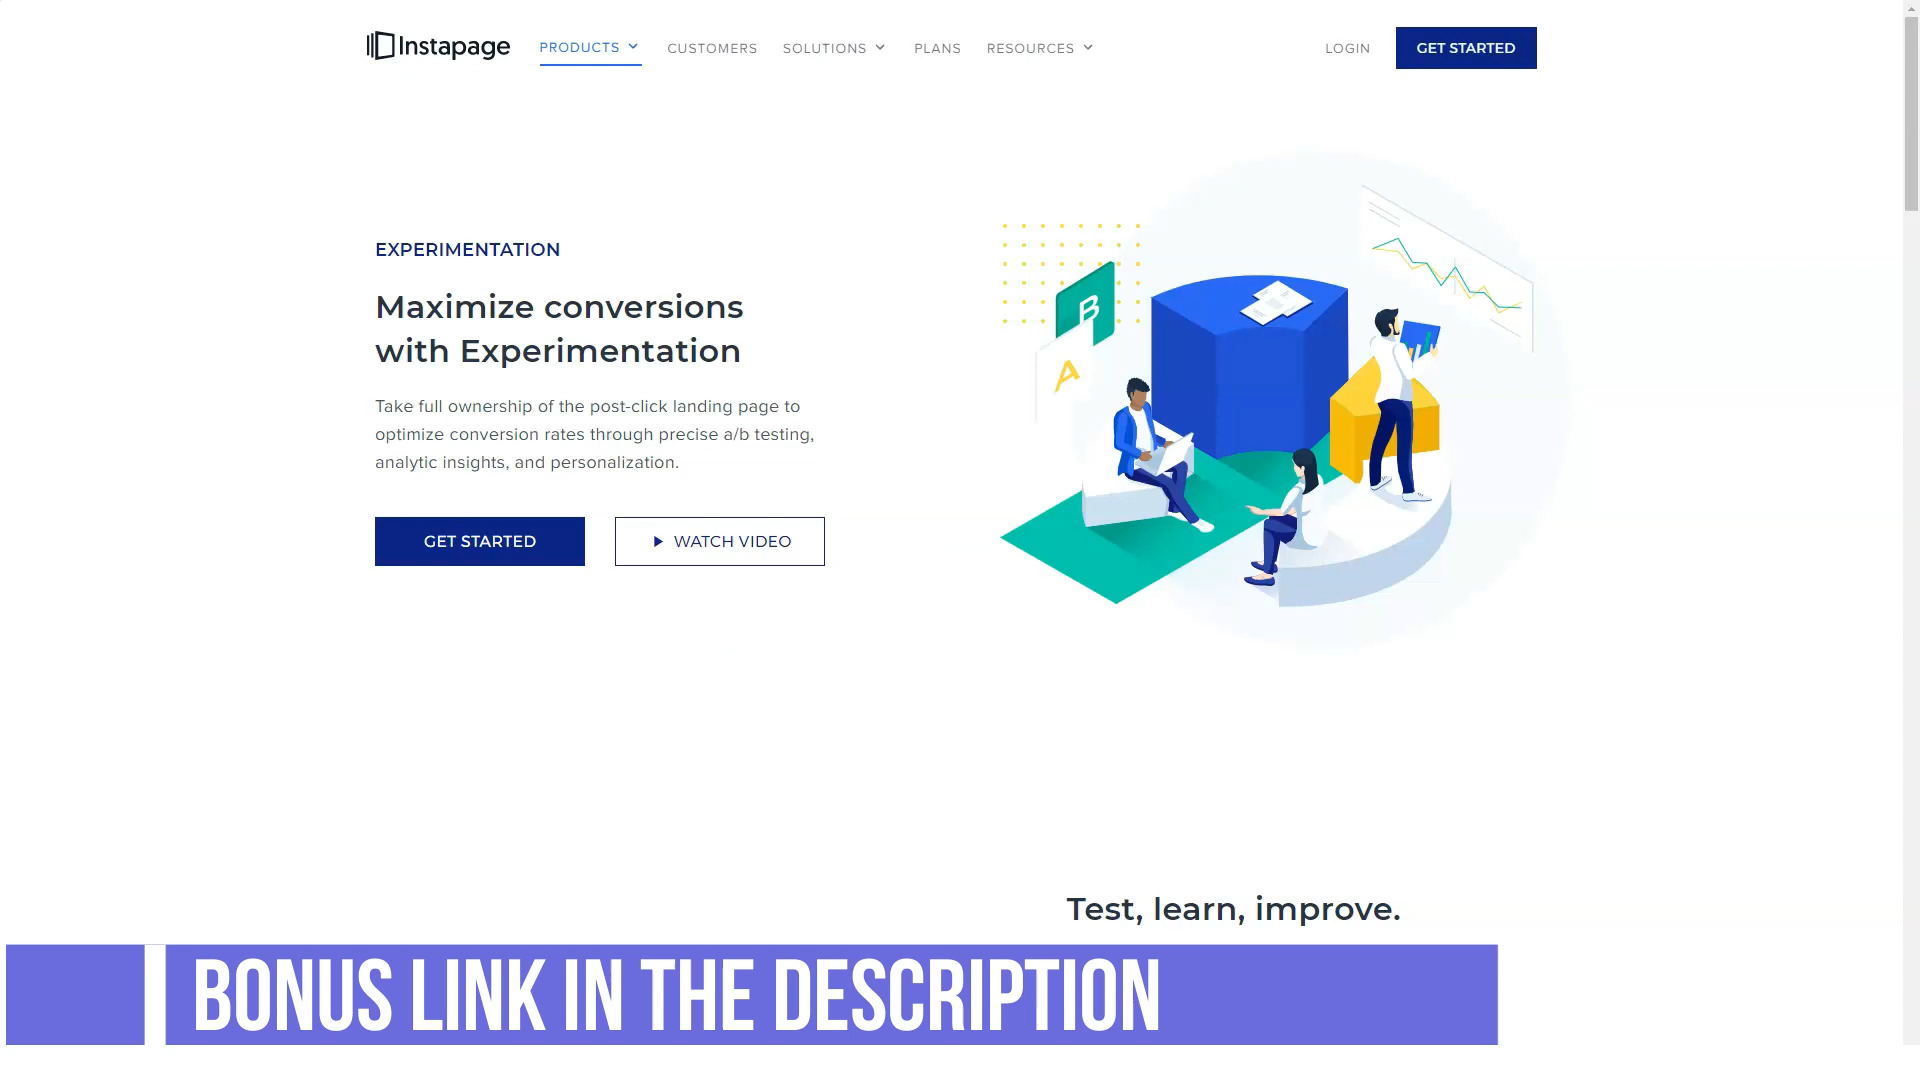 Instapage
PRODUCTS
CUSTOMERS
SOLUTIONS
PLANS
RESOURCES
LOGIN
GET STARTED
EXPERIMENTATION
Maximize conversions
with Experimentation
Take full ownership of the post-click landing page to
optimize conversion rates through precise a/b testing,
analytic insights, and personalization.
GET STARTED
WATCH VIDEO
B
A
Test, learn, improve.
BONUS LINK IN THE DESCRIPTION